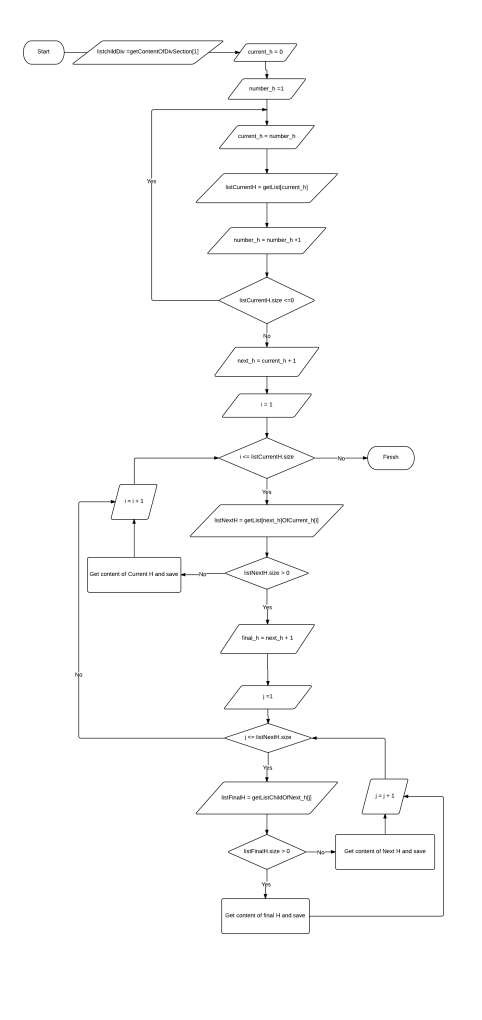 Start
listchildDiv =getContentOfDivSection[1]
current_h = 0
number_h =1
current_h = number_h
Yes
listCurrentH = getList[current_h]
number_h = number_h +1
listCurrentH.size <=0
No
next_h = current_h + 1
i = 1
i <= listCurrentH.size
No
Finish
Yes
i = i + 1
listNextH = getList[next_h]OfCurrent_h[i]
Get content of Current H and save
No
listNextH.size > 0
Yes
final_h = next_h + 1
No
j =1
j <= listNextH.size
Yes
listFinalH = getListChildOfNext_h[j]
j = j + 1
listFinalH.size > 0
No
Get content of Next H and save
Yes
Get content of final H and save